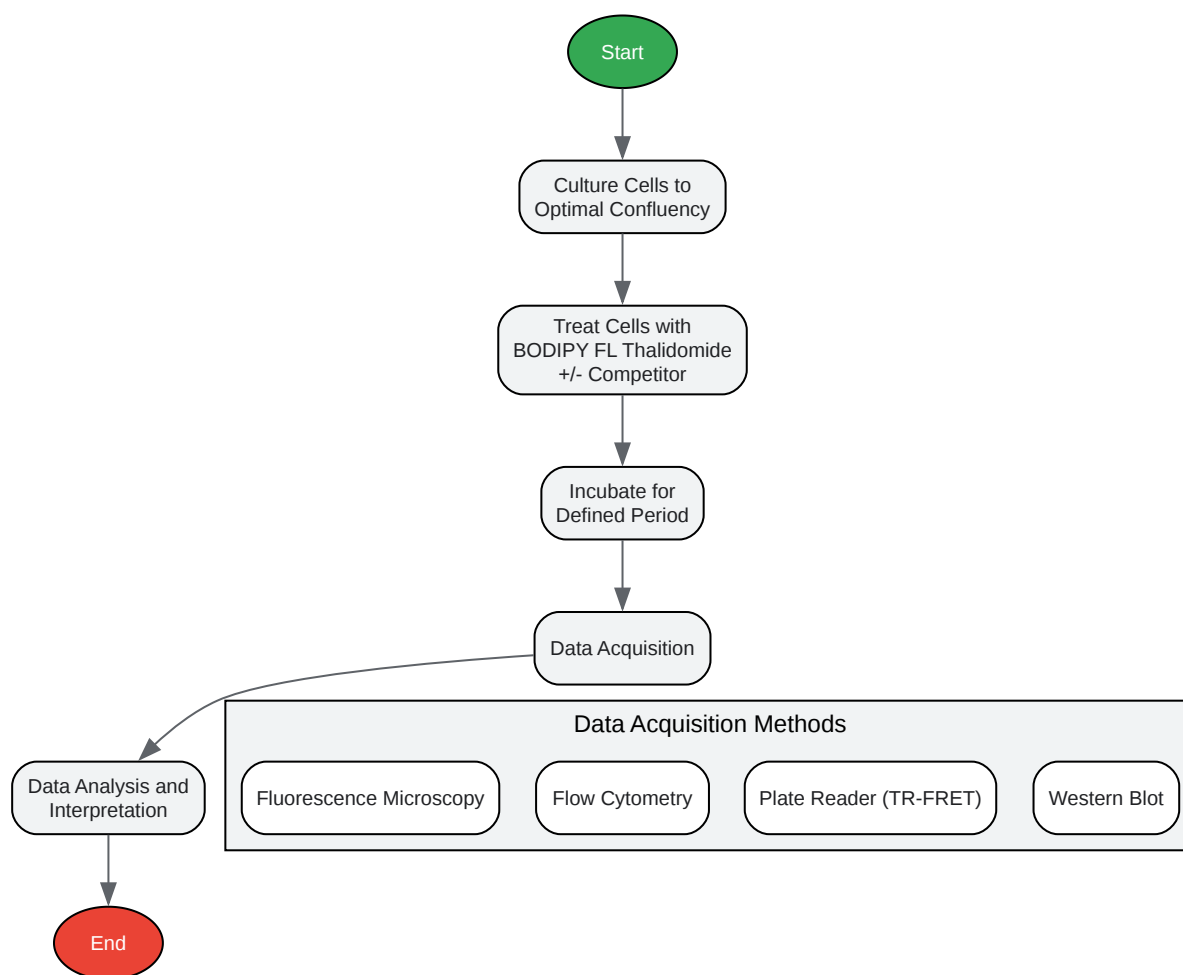 Start
Culture Cells to
Optimal Confluency
Treat Cells with
BODIPY FL Thalidomide
+/- Competitor
Incubate for
Defined Period
Data Acquisition
Data Acquisition Methods
Data Analysis and
Interpretation
Fluorescence Microscopy
Flow Cytometry
Plate Reader (TR-FRET)
Western Blot
End